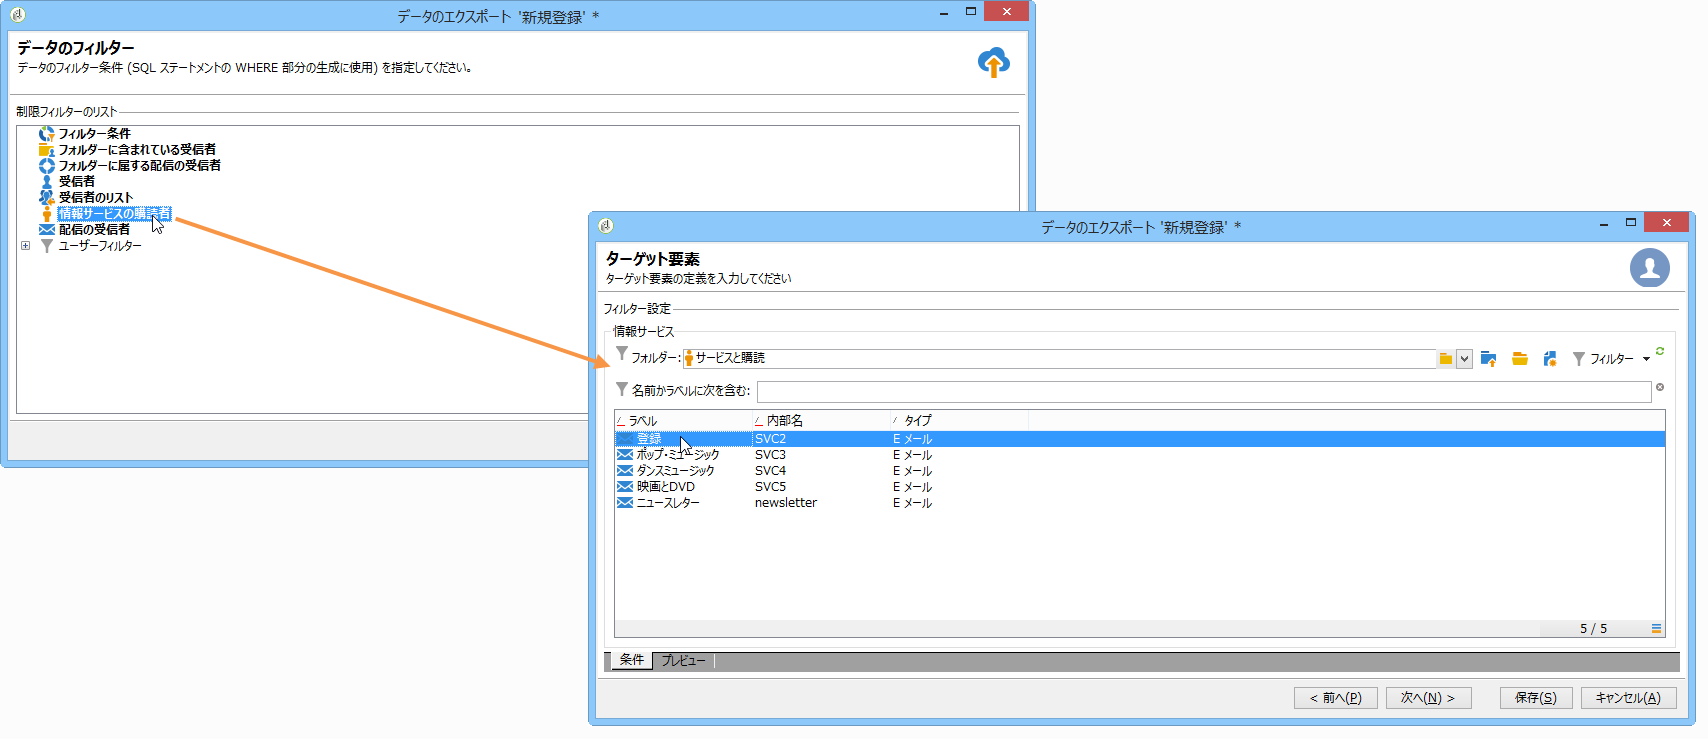 データのエクスポート '新規登録' *
データのフィルター
データのフィルター条件 (SQL ステートメントの WHERE 部分の生成に使用) を指定してください。
制限フィルターのリスト
フィルター条件
フォルダーに含まれている受信者
フォルダーに属する配信の受信者
受信者
受信者のリスト
情報サービスの購読者
配信の受信者
ユーザーフィルター
データのエクスポート '新規登録' *
ターゲット要素
ターゲット要素の定義を入力してください
フィルター設定
情報サービス
フォルダー: サービスと購読 フィルター
名前かラベルに次を含む:
ラベル 内部名 タイプ
登録 SVC2 E メール
ポップ・ミュージック SVC3 E メール
ダンスミュージック SVC4 E メール
映画とDVD SVC5 E メール
ニュースレター newsletter E メール
5 / 5
条件 プレビュー
< 前へ(P) 次へ(N) > 保存(S) キャンセル(A)